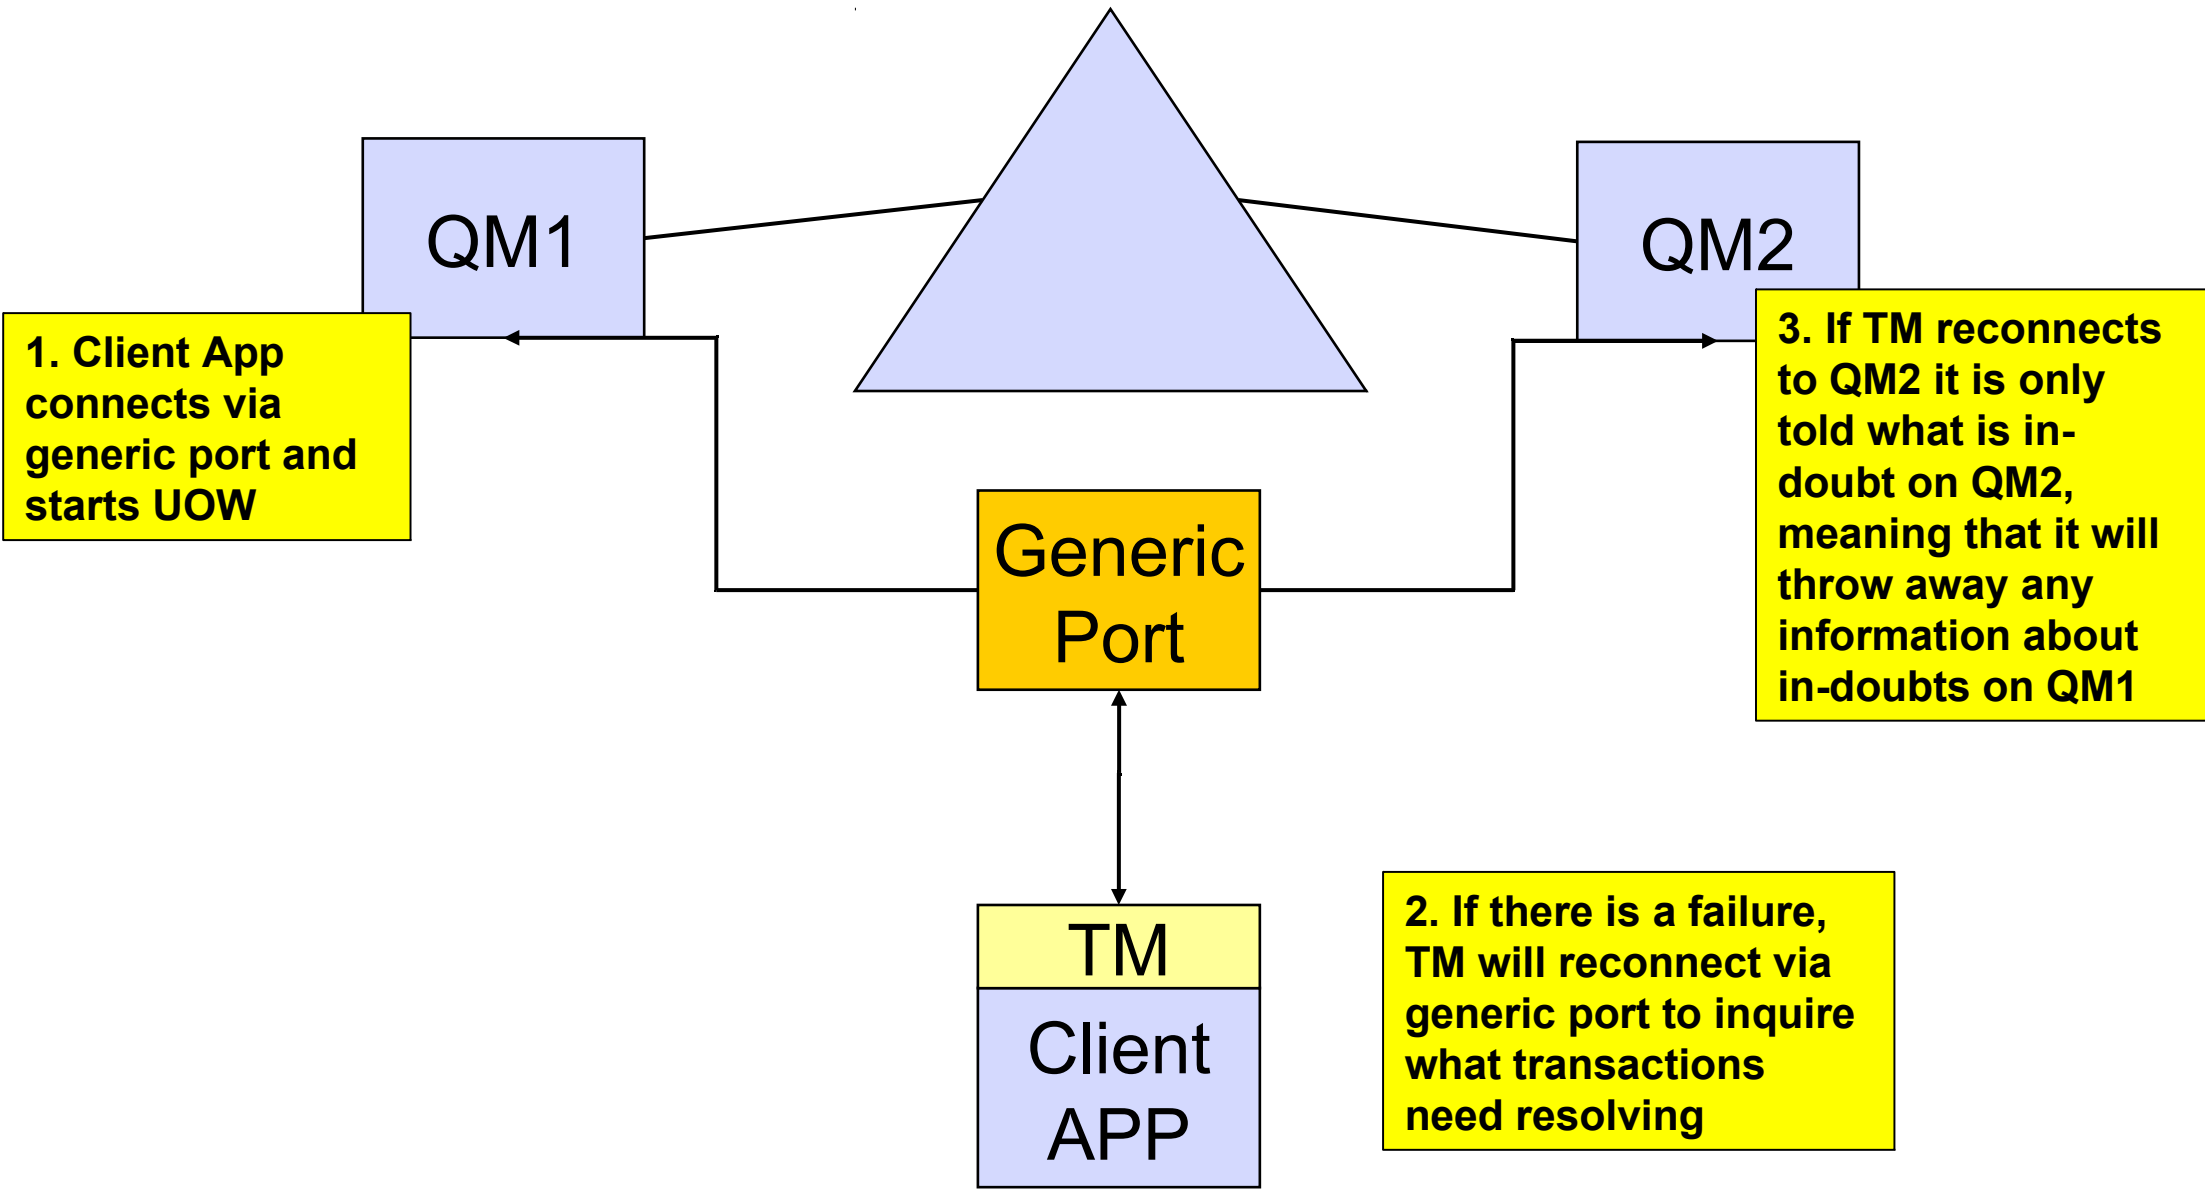 QM1
QM2
1. Client App
connects via
generic port and
starts UOW
3. If TM reconnects
to QM2 it is only
told what is in-
doubt on QM2,
meaning that it will
throw away any
information about
in-doubts on QM1
Generic
Port
TM
Client
APP
2. If there is a failure,
TM will reconnect via
generic port to inquire
what transactions
need resolving